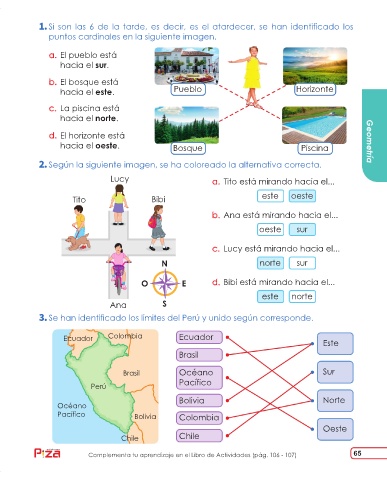 1. Si son las 6 de la tarde, es decir, es el atardecer, se han identificado los
puntos cardinales en la siguiente imagen.
a. El pueblo está
hacia el sur.
b. El bosque está
hacia el este.
c. La piscina está
hacia el norte.
d. El horizonte está
hacia el oeste.
Pueblo
Horizonte
Bosque
Piscina
Geometría
2. Según la siguiente imagen, se ha coloreado la alternativa correcta.
Lucy
Tito
Bibi
Ana
N
O
E
S
a. Tito está mirando hacia el...
este oeste
b. Ana está mirando hacia el...
oeste sur
c. Lucy está mirando hacia el...
norte sur
d. Bibi está mirando hacia el...
este norte
3. Se han identificado los límites del Perú y unido según corresponde.
Ecuador
Colombia
Brasil
Perú
Océano
Pacífico
Bolivia
Chile
Ecuador
Brasil
Océano
Pacífico
Bolivia
Colombia
Chile
Este
Sur
Norte
Oeste
Complementa tu aprendizaje en el Libro de Actividades (pág. 106 - 107)
65